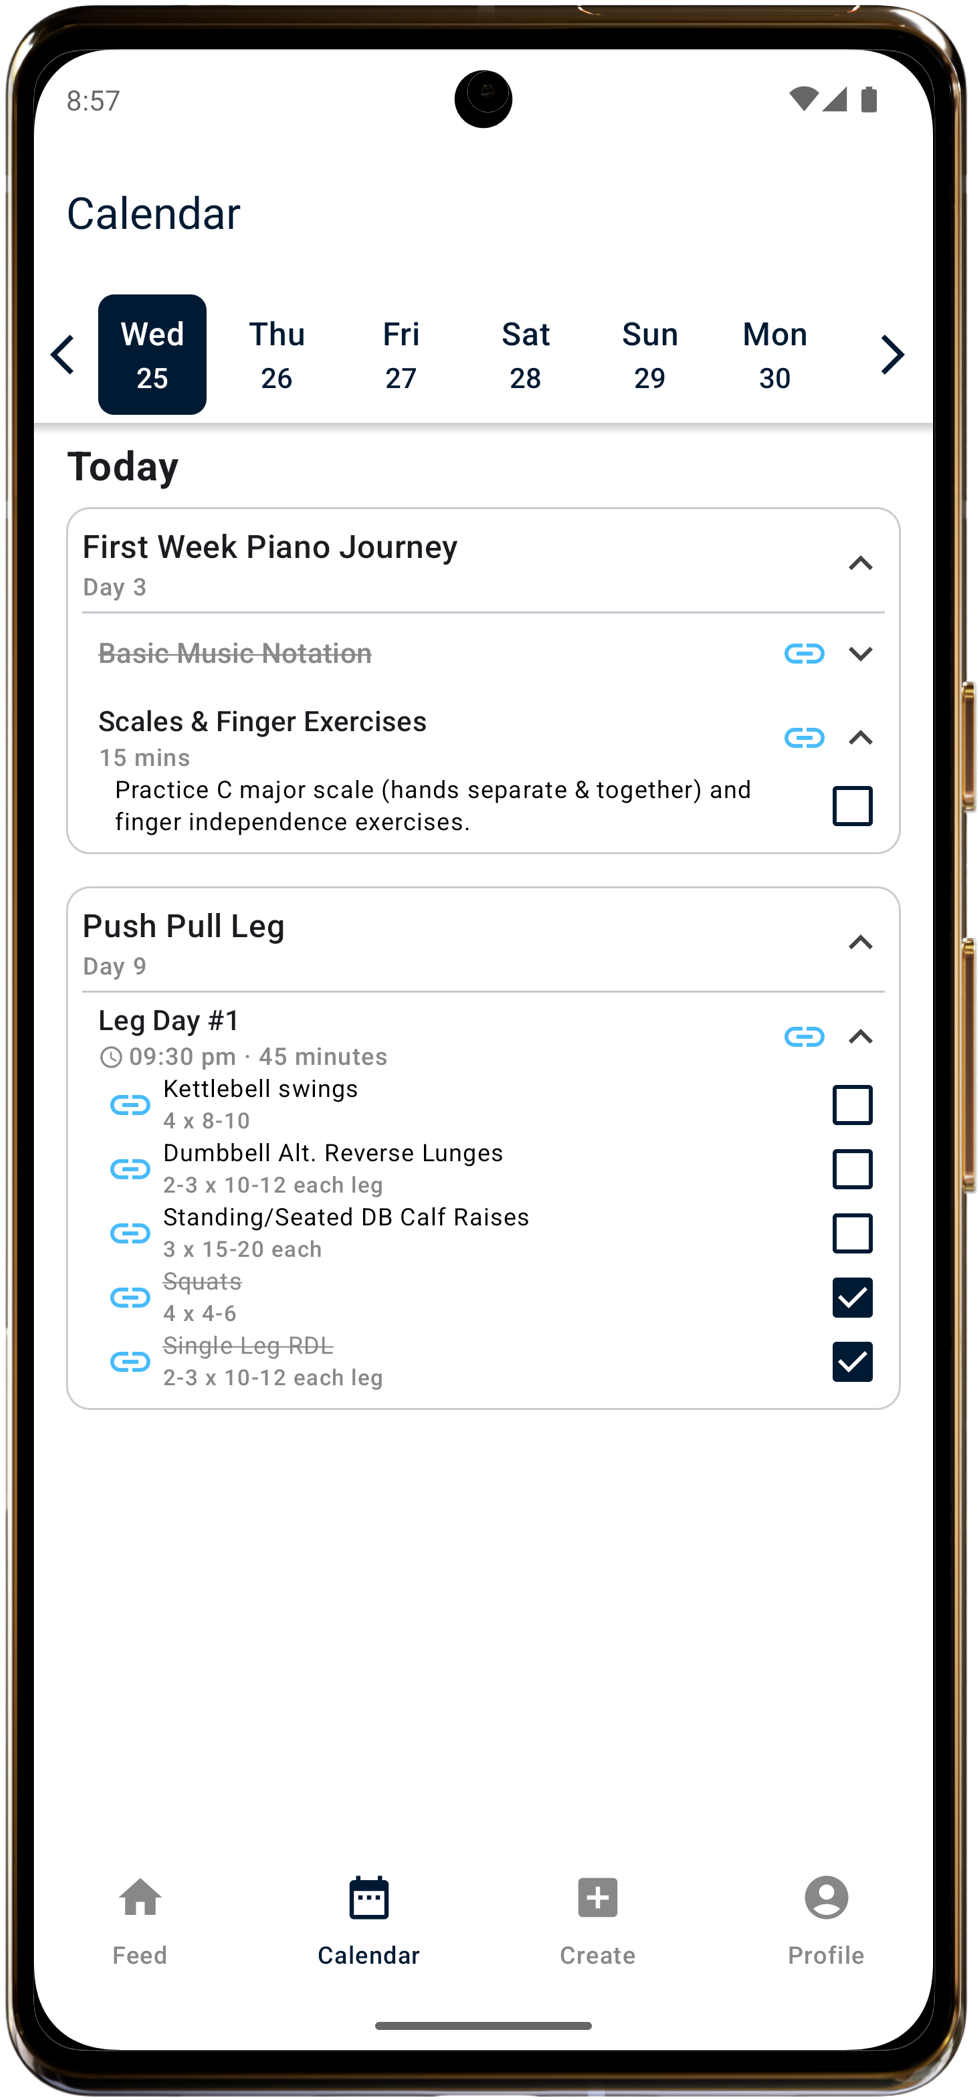 8:57
Calendar
Wed Thu Fri Sat Sun Mon
25 26 27 28 29 30
Today
First Week Piano Journey
Day 3
Basic Music Notation
Scales & Finger Exercises
15 mins
Practice C major scale (hands separate & together) and
finger independence exercises.
Push Pull Leg
Day 9
Leg Day #1
09:30 pm · 45 minutes
Kettlebell swings
4 x 8-10
Dumbbell Alt. Reverse Lunges
2-3 x 10-12 each leg
Standing/Seated DB Calf Raises
3 x 15-20 each
Squats
4 x 4-6
Single Leg RDL
2-3 x 10-12 each leg
Feed Calendar Create Profile